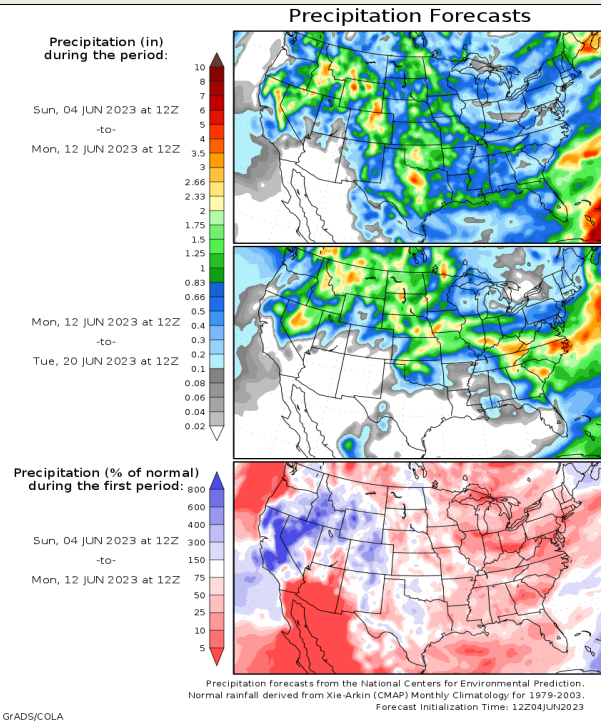 Precipitation Forecasts
Precipitation (in)
during the period:
Sun, 04 JUN 2023 at 12Z
-to-
Mon, 12 JUN 2023 at 12Z
10
8
7
6
5
4
3.5
3
2.66
2.33
2
1.75
1.5
1.25
1
0.83
0.66
0.5
0.4
0.3
0.2
0.1
0.08
0.06
0.04
0.02
Mon, 12 JUN 2023 at 12Z
-to-
Tue, 20 JUN 2023 at 12Z
Precipitation (% of normal)
during the first period:
Sun, 04 JUN 2023 at 12Z
-to-
Mon, 12 JUN 2023 at 12Z
800
600
400
300
150
75
50
25
10
5
Precipitation forecasts from the National Centers for Environmental Prediction.
Normal rainfall derived from Xie-Arkin (CMAP) Monthly Climatology for 1979-2003.
Forecast Initialization Time: 12Z04JUN2023
GrADS/COLA